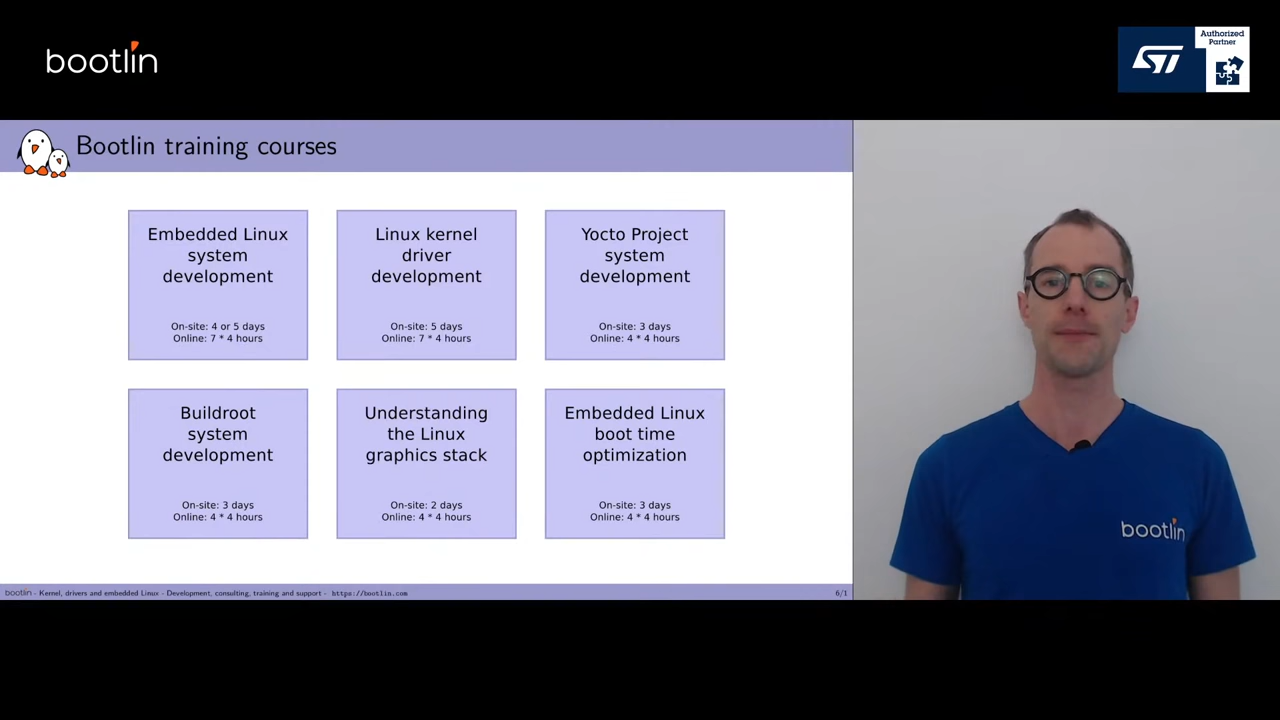 bootlin
Authorized
Partner
ST
Bootlin training courses
Embedded Linux
system
development
On-site: 4 or 5 days
Online: 7 * 4 hours
Linux kernel
driver
development
On-site: 5 days
Online: 7 * 4 hours
Yocto Project
system
development
On-site: 3 days
Online: 4 * 4 hours
Buildroot
system
development
On-site: 3 days
Online: 4 * 4 hours
Understanding
the Linux
graphics stack
On-site: 2 days
Online: 4 * 4 hours
Embedded Linux
boot time
optimization
On-site: 3 days
Online: 4 * 4 hours
bootlin - Kernel, drivers and embedded Linux - Development, consulting, training and support - https://bootlin.com
6/1
bootlin